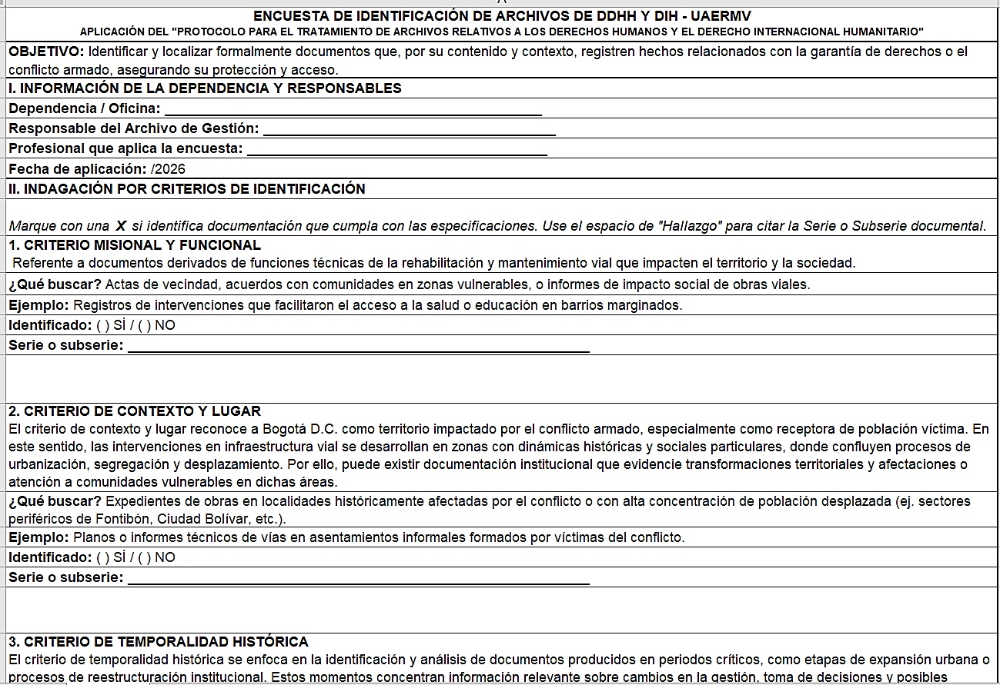 ENCUESTA DE IDENTIFICACIÓN DE ARCHIVOS DE DDHH Y DIH - UAERMV
APLICACIÓN DEL "PROTOCOLO PARA EL TRATAMIENTO DE ARCHIVOS RELATIVOS A LOS DERECHOS HUMANOS Y EL DERECHO INTERNACIONAL HUMANITARIO"
OBJETIVO: Identificar y localizar formalmente documentos que, por su contenido y contexto, registren hechos relacionados con la garantía de derechos o el
conflicto armado, asegurando su protección y acceso.
I. INFORMACIÓN DE LA DEPENDENCIA Y RESPONSABLES
Dependencia / Oficina: ___
Responsable del Archivo de Gestión: ___
Profesional que aplica la encuesta: ___
Fecha de aplicación: /2026
II. INDAGACIÓN POR CRITERIOS DE IDENTIFICACIÓN
Marque con una X si identifica documentación que cumpla con las especificaciones. Use el espacio de "Hallazgo" para citar la Serie o Subserie documental.
1. CRITERIO MISIONAL Y FUNCIONAL
Referente a documentos derivados de funciones técnicas de la rehabilitación y mantenimiento vial que impacten el territorio y la sociedad.
¿Qué buscar? Actas de vecindad, acuerdos con comunidades en zonas vulnerables, o informes de impacto social de obras viales.
Ejemplo: Registros de intervenciones que facilitaron el acceso a la salud o educación en barrios marginados.
Identificado: ( ) SÍ / ( ) NO
Serie o subserie: ___
2. CRITERIO DE CONTEXTO Y LUGAR
El criterio de contexto y lugar reconoce a Bogotá D.C. como territorio impactado por el conflicto armado, especialmente como receptora de población víctima. En
este sentido, las intervenciones en infraestructura vial se desarrollan en zonas con dinámicas históricas y sociales particulares, donde confluyen procesos de
urbanización, segregación y desplazamiento. Por ello, puede existir documentación institucional que evidencie transformaciones territoriales y afectaciones o
atención a comunidades vulnerables en dichas áreas.
¿Qué buscar? Expedientes de obras en localidades históricamente afectadas por el conflicto o con alta concentración de población desplazada (ej. sectores
periféricos de Fontibón, Ciudad Bolívar, etc.).
Ejemplo: Planos o informes técnicos de vías en asentamientos informales formados por víctimas del conflicto.
Identificado: ( ) SÍ / ( ) NO
Serie o subserie: ___
3. CRITERIO DE TEMPORALIDAD HISTÓRICA
El criterio de temporalidad histórica se enfoca en la identificación y análisis de documentos producidos en periodos críticos, como etapas de expansión urbana o
procesos de reestructuración institucional. Estos momentos concentran información relevante sobre cambios en la gestión, toma de decisiones y posibles